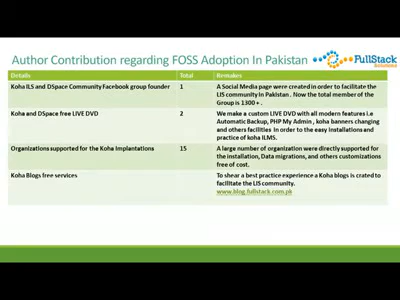 Author Contribution regarding FOSS Adoption In Pakistan
FullStack
Solutions
Details Total Remakes
Koha ILS and DSpace Community Facebook group founder 1 A Social Media page were created in order to facilitate the
LIS community in Pakistan . Now the total member of the
Group is 1300 + .
Koha and DSpace free LIVE DVD 2 We make a custom LIVE DVD with all modern features i.e
Automatic Backup, PHP My Admin , koha banners changing
and others facilities in order to the easy installations and
practice of koha ILMS.
Organizations supported for the Koha Implantations 15 A large number of organization were directly supported for
the installation, Data migrations, and others customizations
free of cost.
Koha Blogs free services To shear a best practice experience a Koha blogs is crated to
facilitate the LIS community.
www.blog.fullstack.com.pk